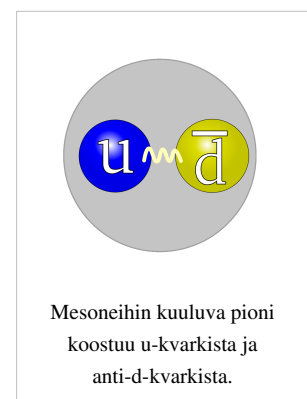 u d̅
Mesoneihin kuuluva pioni
koostuu u-kvarkista ja
anti-d-kvarkista.